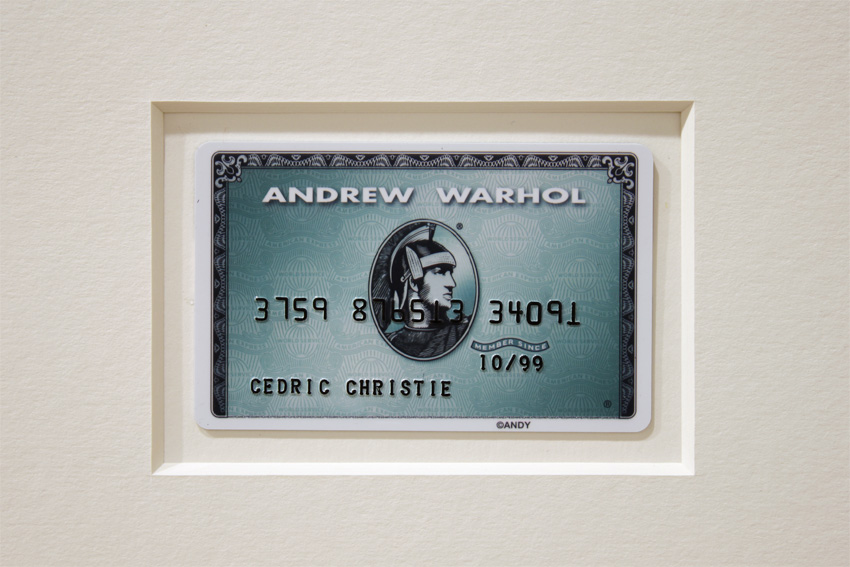 ANDREW WARHOL
®
3759 876513 34091
MEMBER SINCE
10/99
CEDRIC CHRISTIE
®
©ANDY